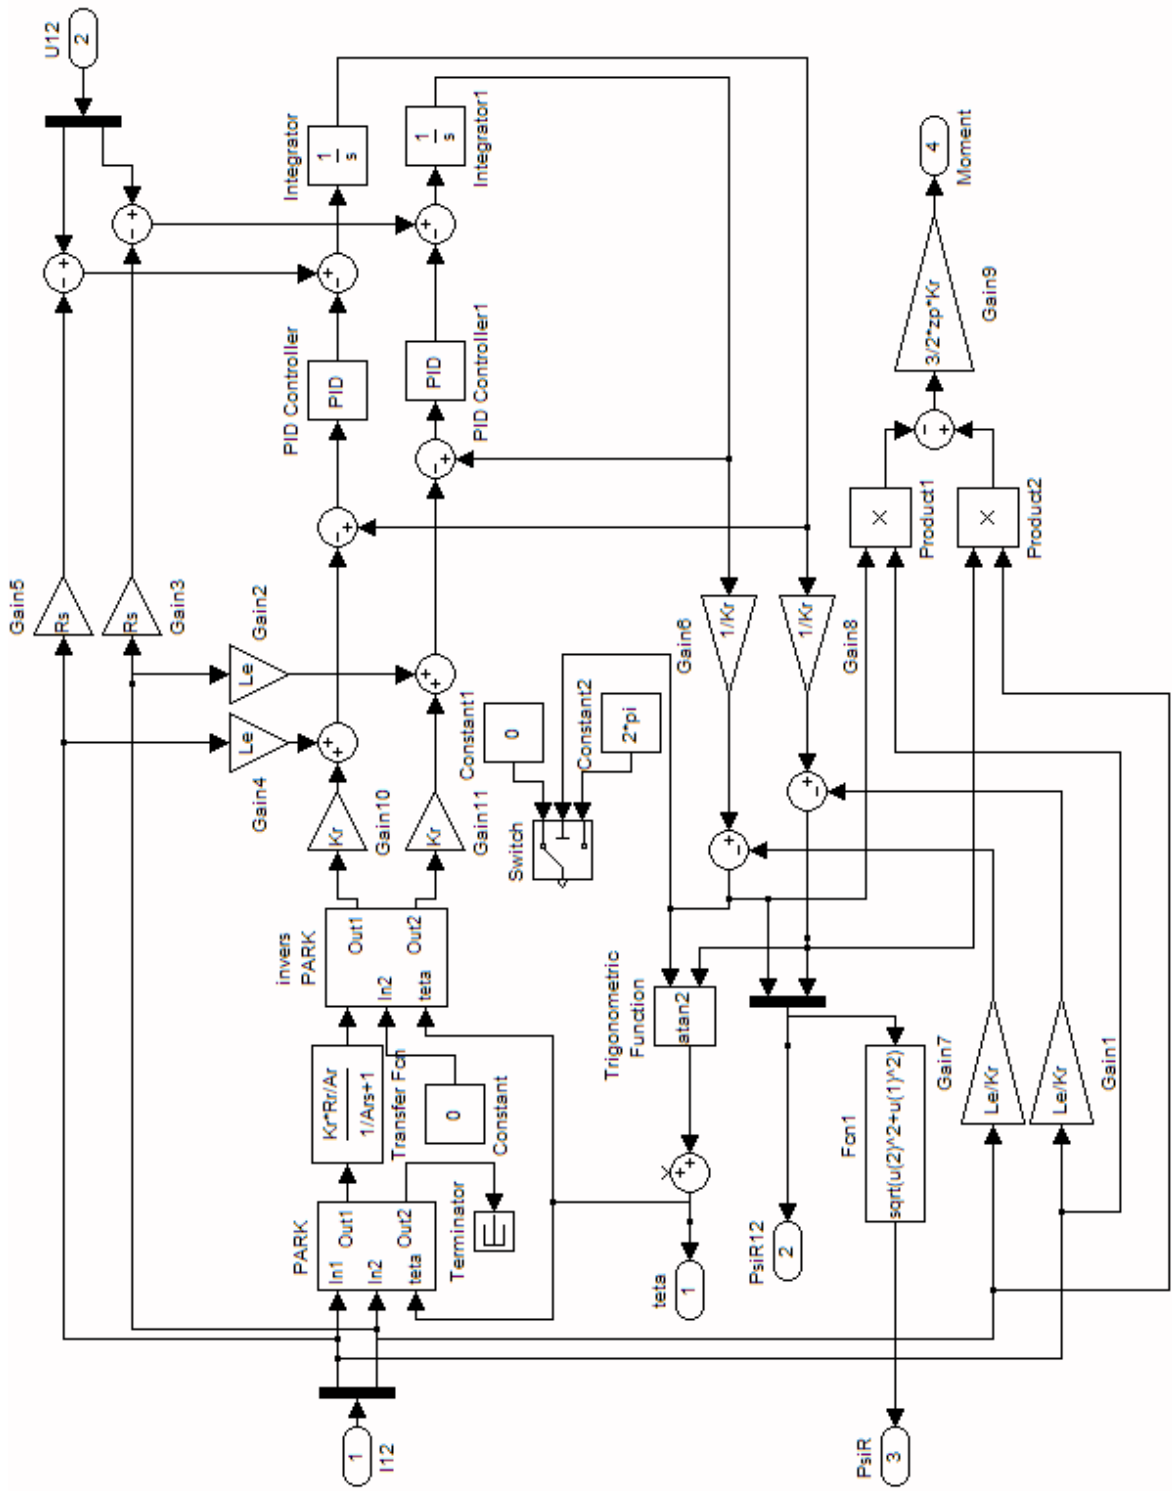 U12
2
Gain5
Rs
Rs
Gain3
Integrator
1
s
1
s
Integrator1
Gain2
Le
Le
Gain4
PID Controller
PID
PID
PID Controller1
4
Moment
3/2*zp*Kr
Gain9
Product1
Product2
Kr
Gain10
Kr
Gain11
Constant1
0
Constant2
2*pi
Switch
Gain6
1/Kr
1/Kr
Gain8
invers
PARK
Out1
Out2
In2
teta
Kr*Rr/Ar
1/Ars+1
Transfer Fcn
0
Constant
PARK
In1
In2
teta
Out1
Out2
Terminator
Trigonometric
Function
atan2
teta
1
PsiR12
2
Fcn1
sqrt(u(2)^2+u(1)^2)
Gain7
Le/Kr
Le/Kr
Gain1
1
I12
PsiR
3